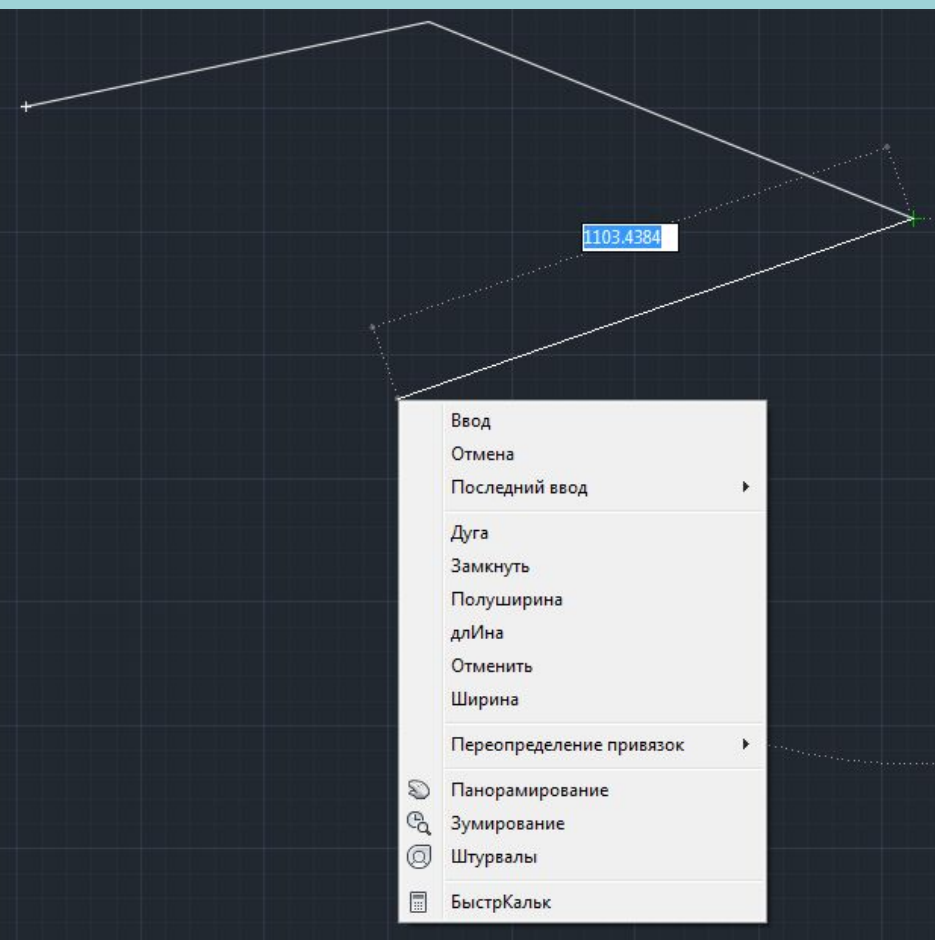 1103.4384
Ввод
Отмена
Последний ввод
Дуга
Замкнуть
Полуширина
длИна
Отменить
Ширина
Переопределение привязок
Панорамирование
Зумирование
Штурвалы
БыстрКальк